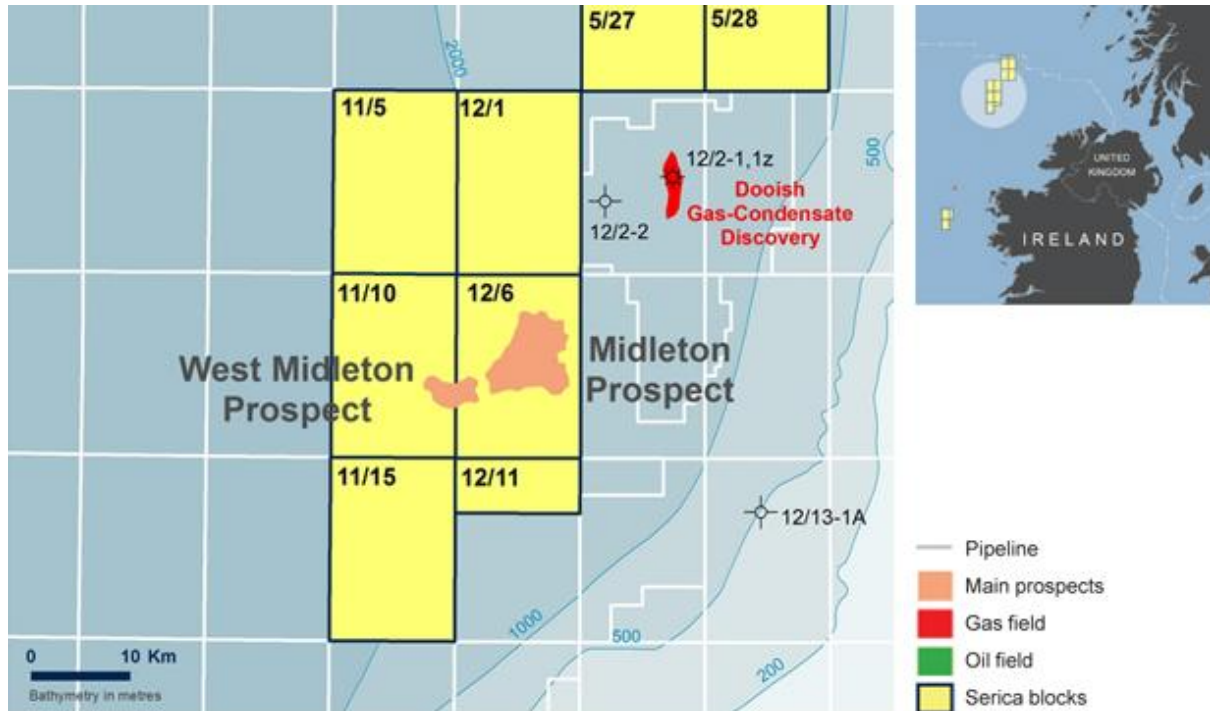 5/27
5/28
2000
11/5
12/1
12/2-1,1z
500
Dooish
Gas-Condensate
Discovery
12/2-2
11/10
12/6
West Midleton
Prospect
Midleton
Prospect
11/15
12/11
12/13-1A
1000
500
200
0 10 Km
Bathymetry in metres
UNITED
KINGDOM
IRELAND
Pipeline
Main prospects
Gas field
Oil field
Serica blocks